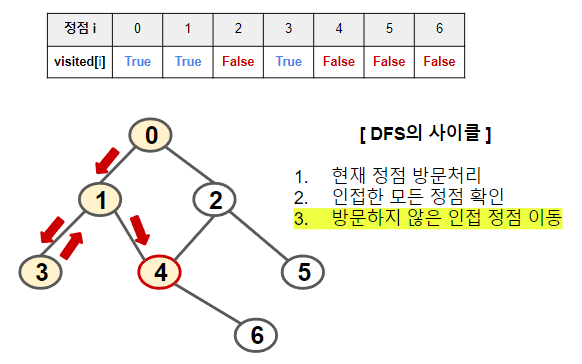 정점 i 0 1 2 3 4 5 6
visited[i] True True False True False False False
0
[ DFS의 사이클 ]
1. 현재 정점 방문처리
1 2
2. 인접한 모든 정점 확인
3. 방문하지 않은 인접 정점 이동
3 4 5
6